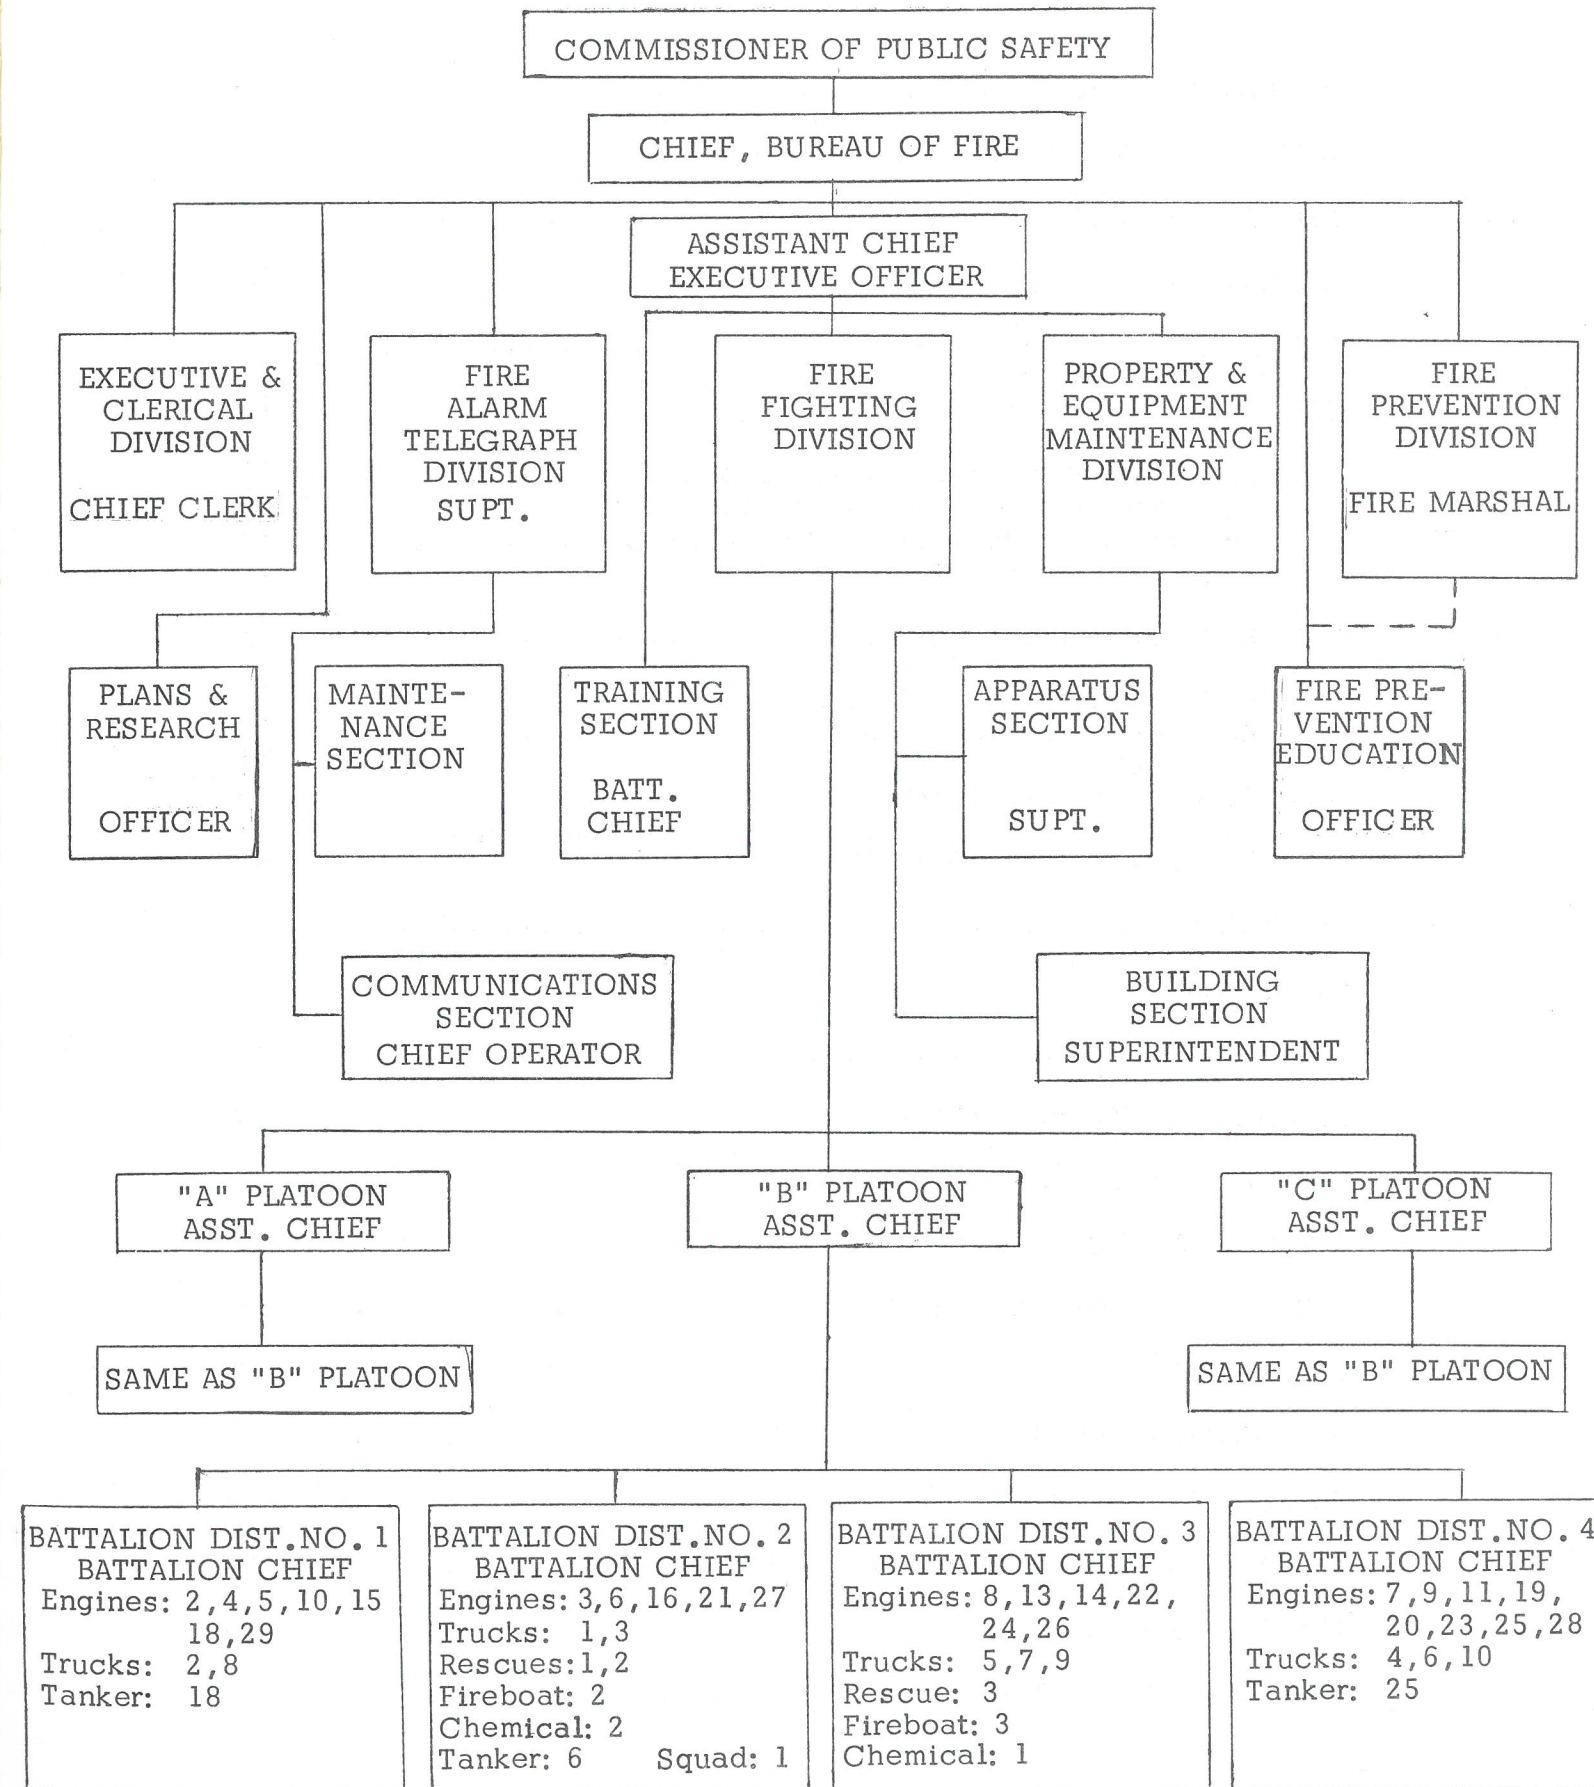 COMMISSIONER OF PUBLIC SAFETY
CHIEF, BUREAU OF FIRE
ASSISTANT CHIEF
EXECUTIVE OFFICER
EXECUTIVE &
CLERICAL
DIVISION
CHIEF CLERK
FIRE
ALARM
TELEGRAPH
DIVISION
SUPT.
FIRE
FIGHTING
DIVISION
PROPERTY &
EQUIPMENT
MAINTENANCE
DIVISION
FIRE
PREVENTION
DIVISION
FIRE MARSHAL
PLANS &
RESEARCH
OFFICER
MAINTE-
NANCE
SECTION
TRAINING
SECTION
BATT.
CHIEF
APPARATUS
SECTION
SUPT.
FIRE PRE-
VENTION
EDUCATION
OFFICER
COMMUNICATIONS
SECTION
CHIEF OPERATOR
BUILDING
SECTION
SUPERINTENDENT
"A" PLATOON
ASST. CHIEF
"B" PLATOON
ASST. CHIEF
"C" PLATOON
ASST. CHIEF
SAME AS "B" PLATOON
SAME AS "B" PLATOON
BATTALION DIST.NO. 1
BATTALION CHIEF
Engines: 2,4,5,10,15
18,29
Trucks: 2,8
Tanker: 18
BATTALION DIST.NO. 2
BATTALION CHIEF
Engines: 3,6,16,21,27
Trucks: 1,3
Rescues:1,2
Fireboat: 2
Chemical: 2
Tanker: 6 Squad: 1
BATTALION DIST.NO. 3
BATTALION CHIEF
Engines: 8,13,14,22,
24,26
Trucks: 5,7,9
Rescue: 3
Fireboat: 3
Chemical: 1
BATTALION DIST.NO. 4
BATTALION CHIEF
Engines: 7,9,11,19,
20,23,25,28
Trucks: 4,6,10
Tanker: 25